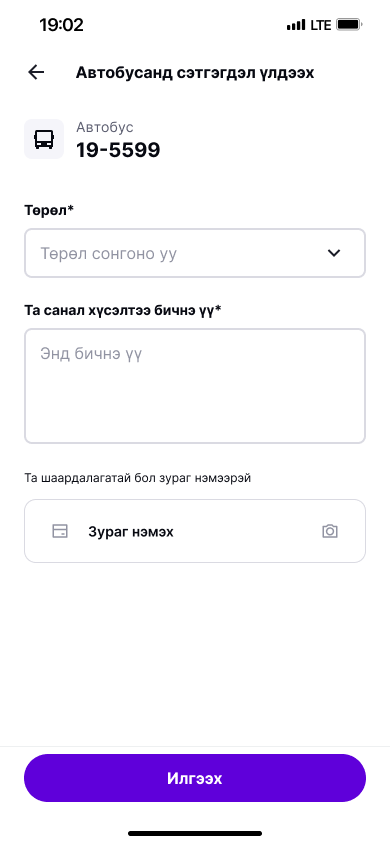 19:02
LTE
Автобусанд сэтгэгдэл үлдээх
Автобус
19-5599
Төрөл*
Төрөл сонгоно уу
Та санал хүсэлтээ бичнэ үү*
Энд бичнэ үү
Та шаардалагатай бол зураг нэмээрэй
Зураг нэмэх
Илгээх